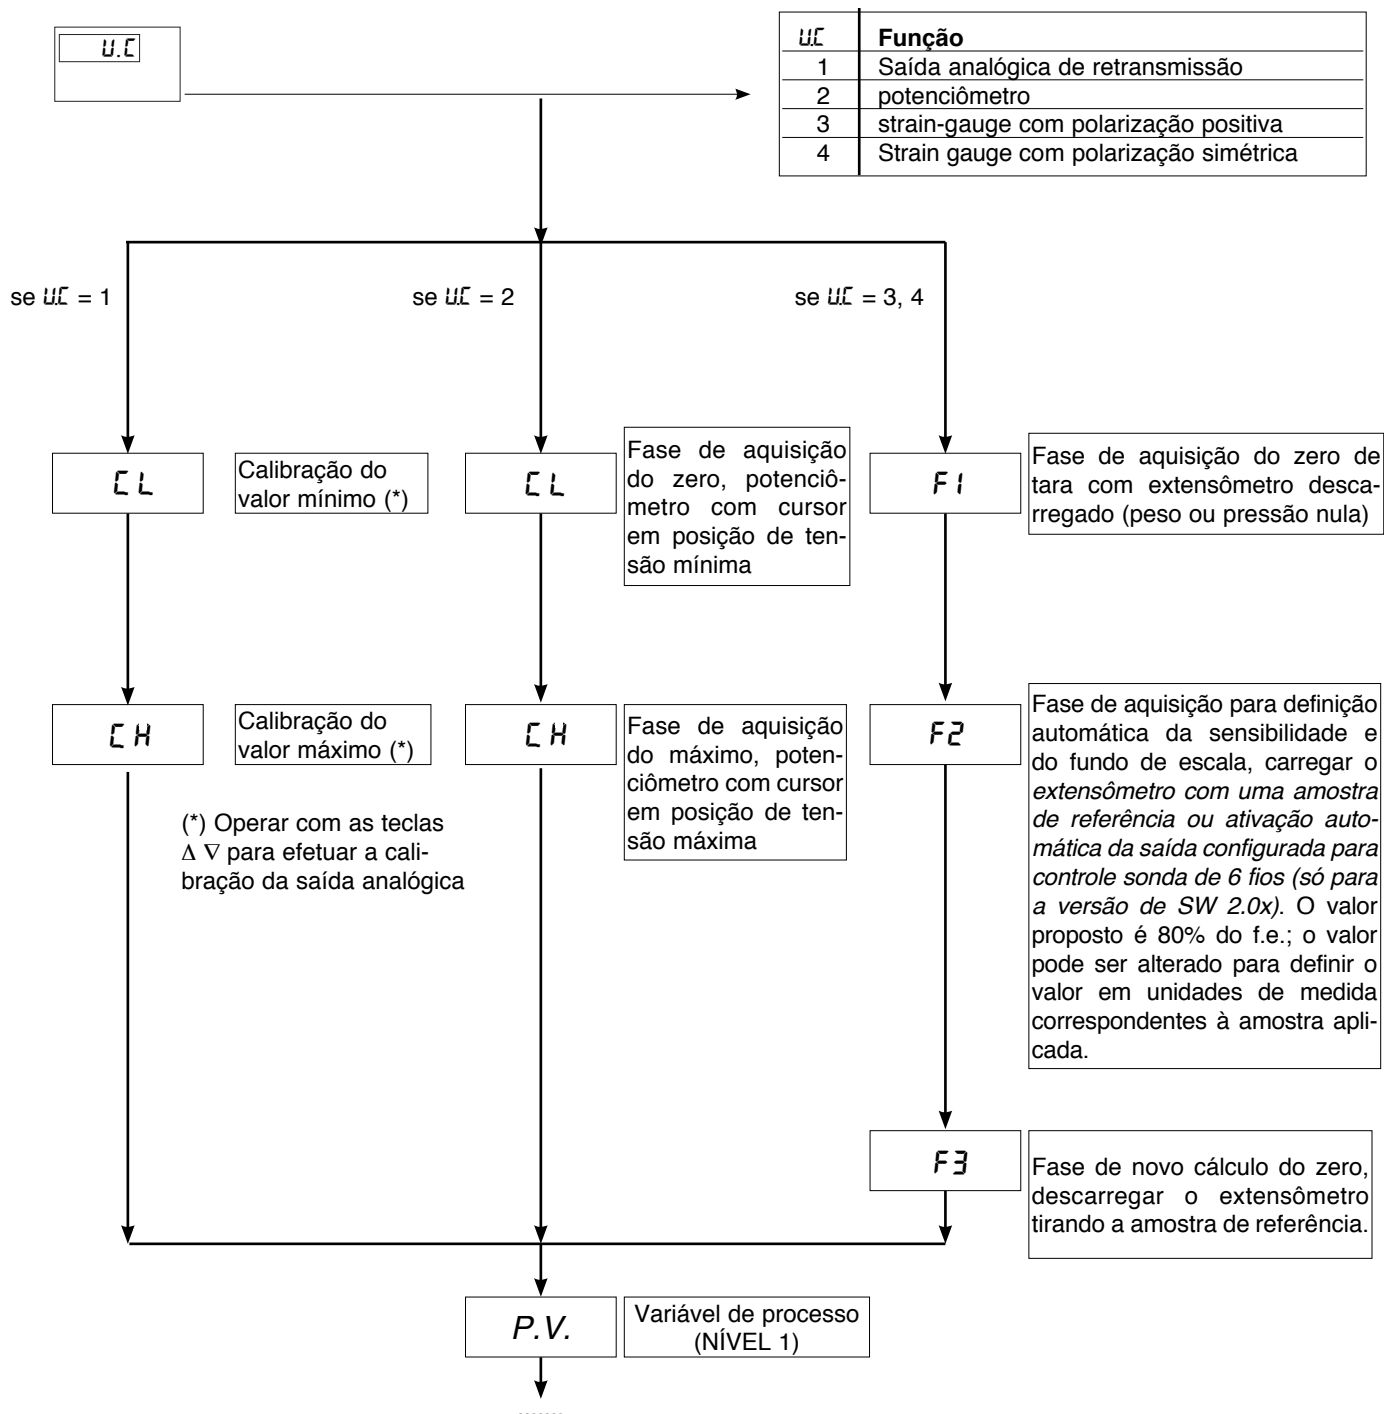 U.C
U.C Função
1 Saída analógica de retransmissão
2 potenciômetro
3 strain-gauge com polarização positiva
4 Strain gauge com polarização simétrica
se U.C = 1
se U.C = 2
se U.C = 3, 4
CL
Calibração do
valor mínimo (*)
CL
Fase de aquisição
do zero, potenciô-
metro com cursor
em posição de ten-
são mínima
F1
Fase de aquisição do zero de
tara com extensômetro desca-
rregado (peso ou pressão nula)
CH
Calibração do
valor máximo (*)
(*) Operar com as teclas
Δ ∇ para efetuar a cali-
bração da saída analógica
CH
Fase de aquisição
do máximo, poten-
ciômetro com cursor
em posição de ten-
são máxima
F2
Fase de aquisição para definição
automática da sensibilidade e
do fundo de escala, carregar o
extensômetro com uma amostra
de referência ou ativação auto-
mática da saída configurada para
controle sonda de 6 fios (só para
a versão de SW 2.0x). O valor
proposto é 80% do f.e.; o valor
pode ser alterado para definir o
valor em unidades de medida
correspondentes à amostra apli-
cada.
F3
Fase de novo cálculo do zero,
descarregar o extensômetro
tirando a amostra de referência.
P.V.
Variável de processo
(NÍVEL 1)
.......